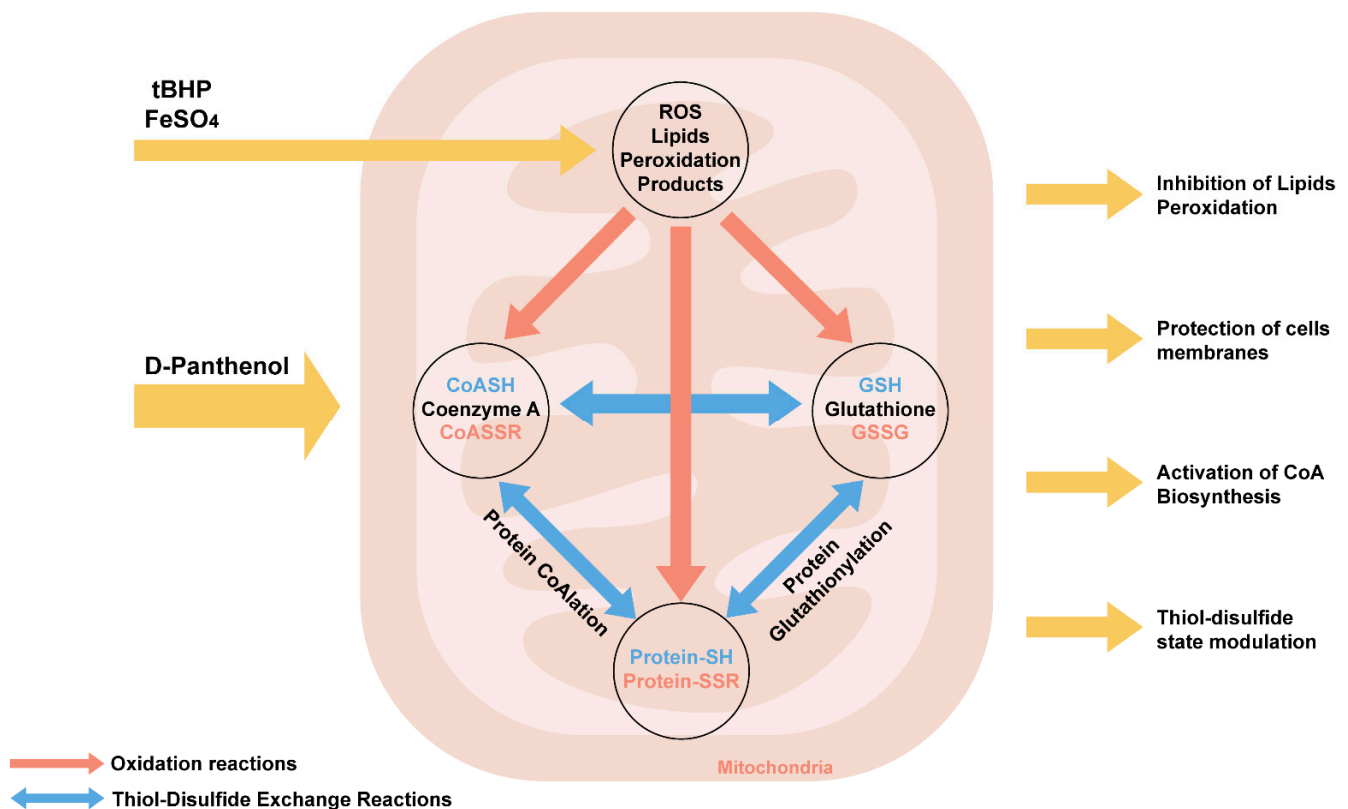 tBHP
FeSO₄
ROS
Lipids
Peroxidation
Products
Inhibition of Lipids
Peroxidation
Protection of cells
membranes
D-Panthenol
CoASH
Coenzyme A
CoASSR
GSH
Glutathione
GSSG
Activation of CoA
Biosynthesis
Protein CoAlation
Protein
Glutathionylation
Thiol-disulfide
state modulation
Protein-SH
Protein-SSR
Mitochondria
Oxidation reactions
Thiol-Disulfide Exchange Reactions